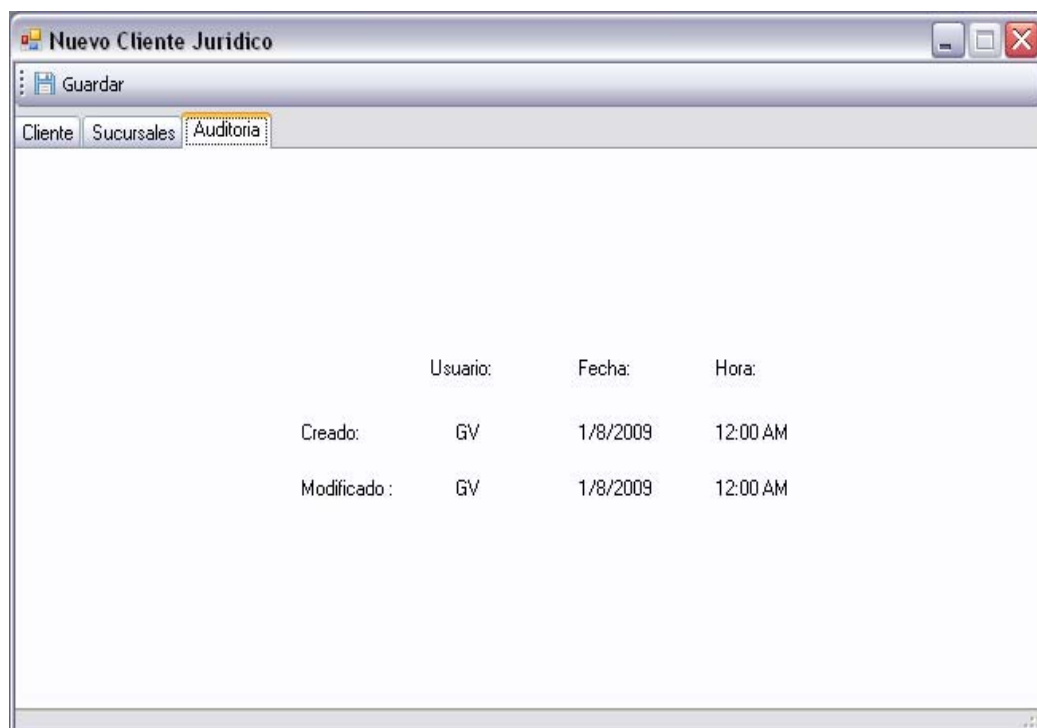 Nuevo Cliente Juridico
Guardar
Cliente Sucursales Auditoria
Usuario: Fecha: Hora:
Creado: GV 1/8/2009 12:00 AM
Modificado : GV 1/8/2009 12:00 AM